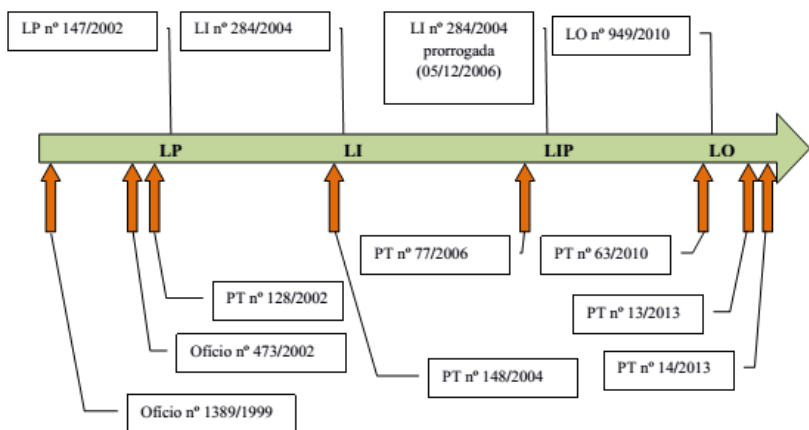 LP nº 147/2002
LI nº 284/2004
LI nº 284/2004
prorrogada
(05/12/2006)
LO nº 949/2010
LP
LI
LIP
LO
PT nº 77/2006
PT nº 63/2010
PT nº 128/2002
PT nº 13/2013
Ofício nº 473/2002
PT nº 14/2013
PT nº 148/2004
Ofício nº 1389/1999